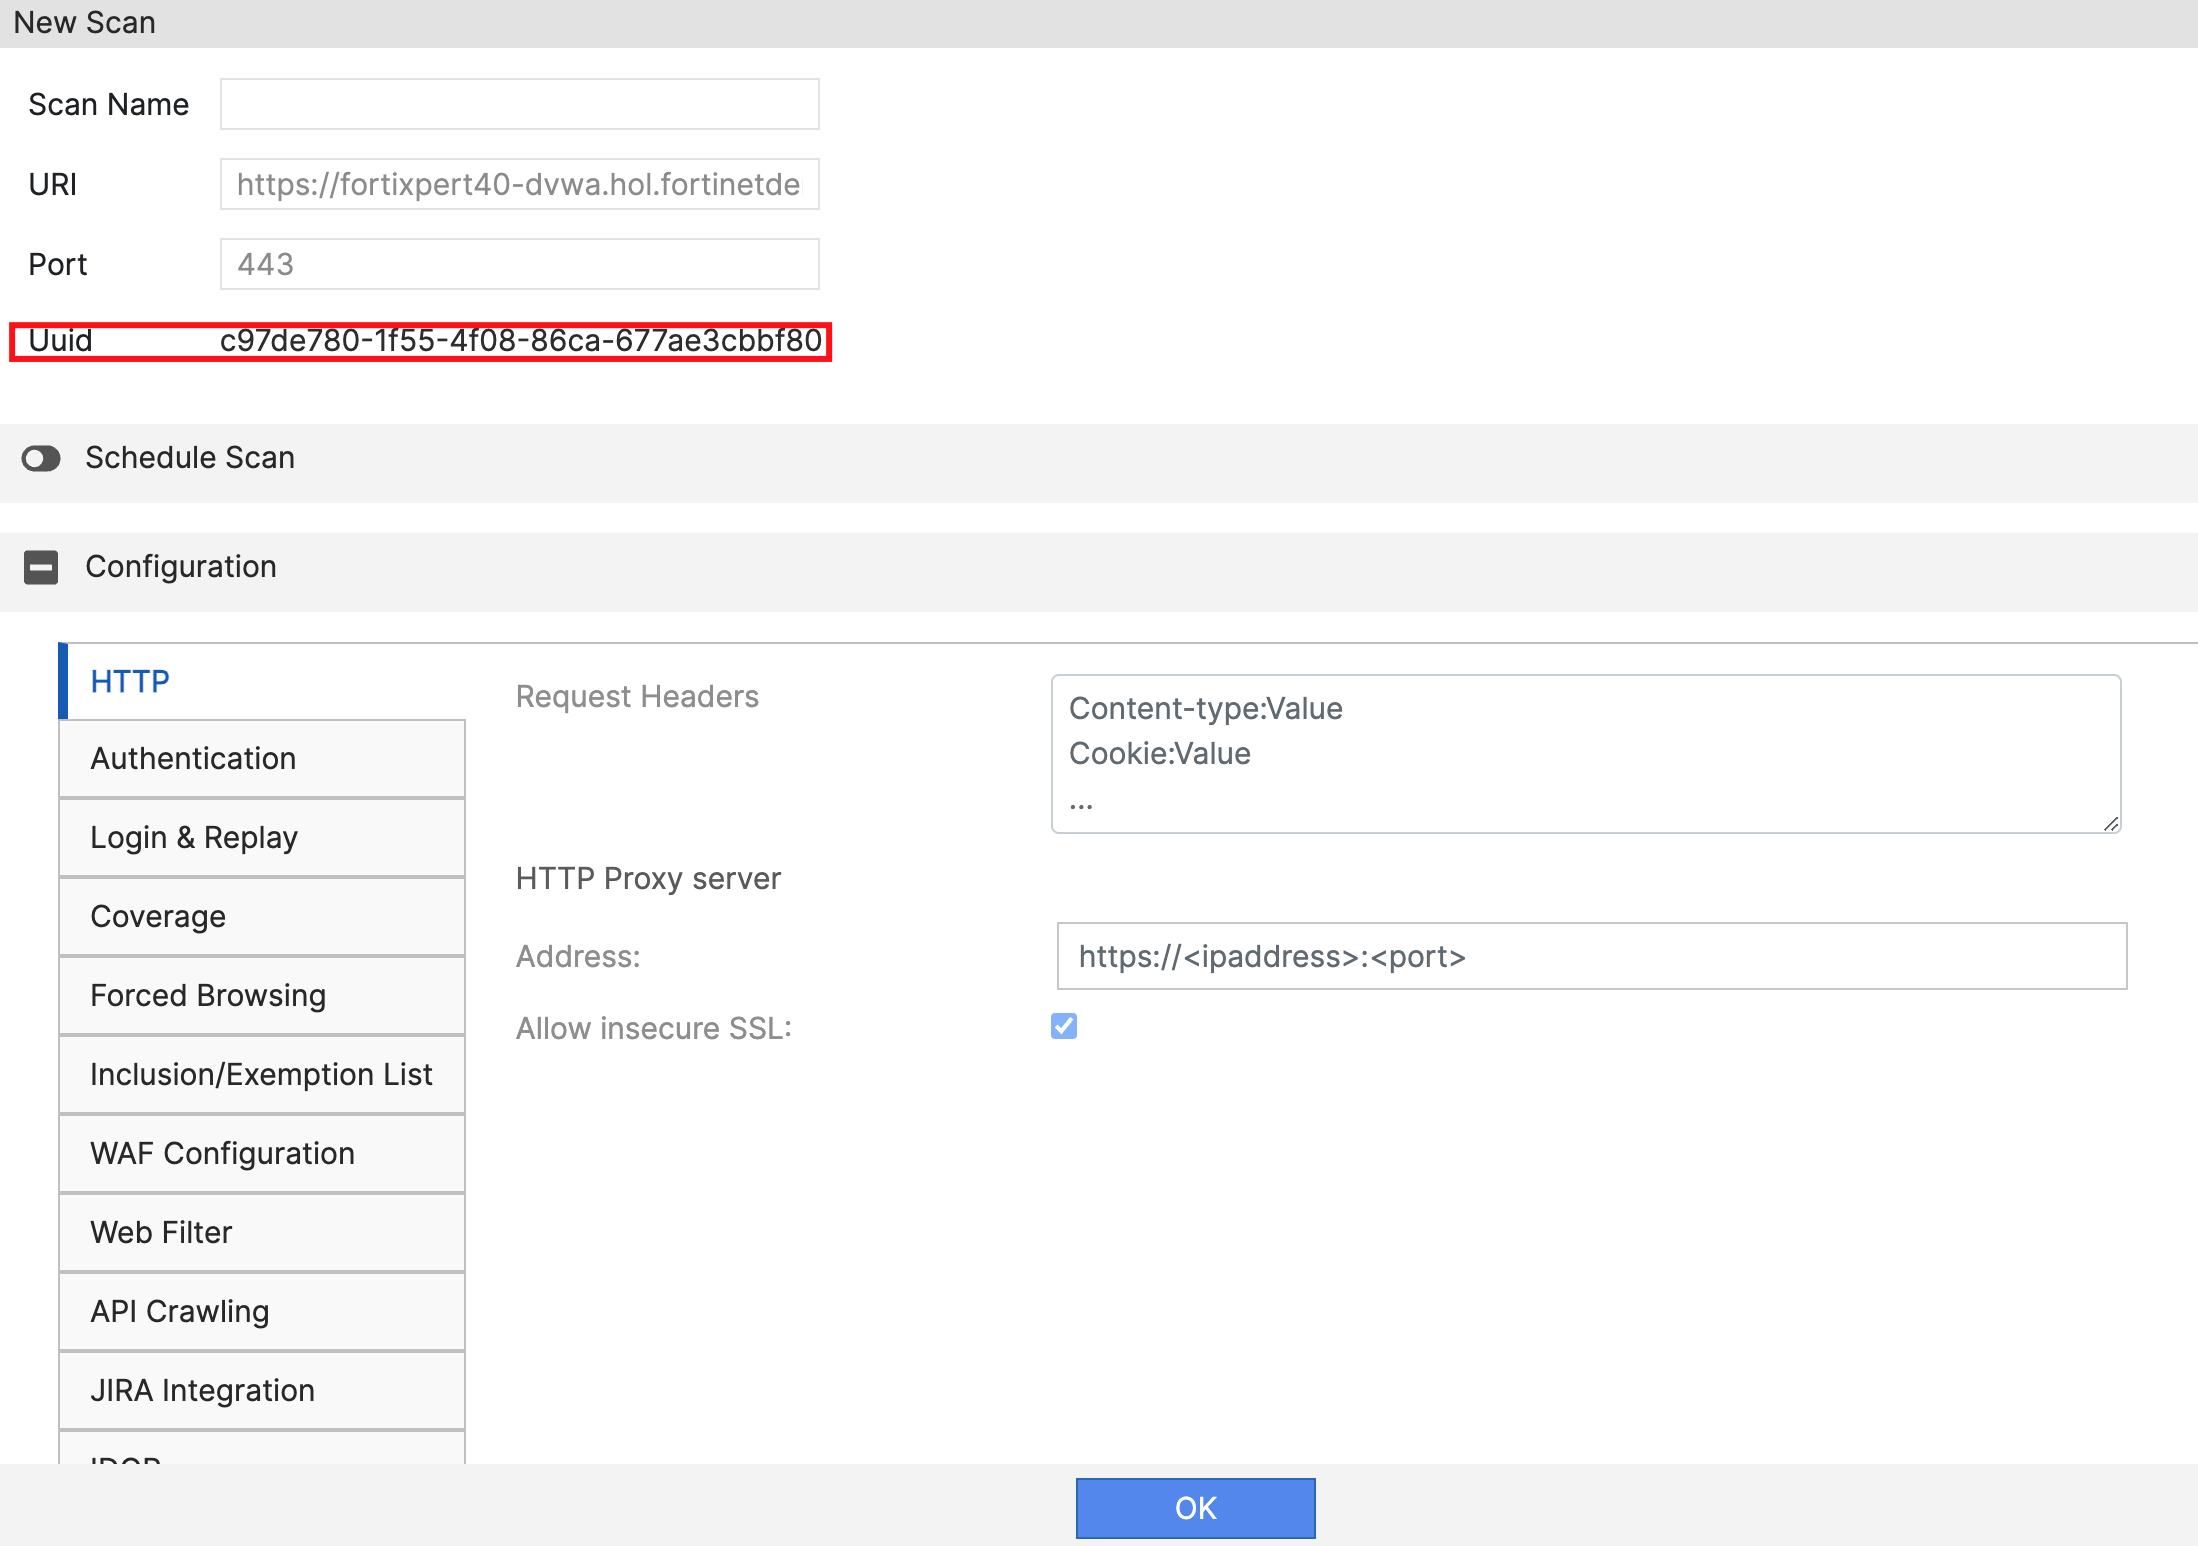 New Scan
Scan Name
URI https://fortixpert40-dvwa.hol.fortinetde
Port 443
Uuid c97de780-1f55-4f08-86ca-677ae3cbbf80
Schedule Scan
Configuration
HTTP
Authentication
Login & Replay
Coverage
Forced Browsing
Inclusion/Exemption List
WAF Configuration
Web Filter
API Crawling
JIRA Integration
Request Headers
Content-type:Value
Cookie:Value
...
HTTP Proxy server
Address: https://<ipaddress>:<port>
Allow insecure SSL:
OK